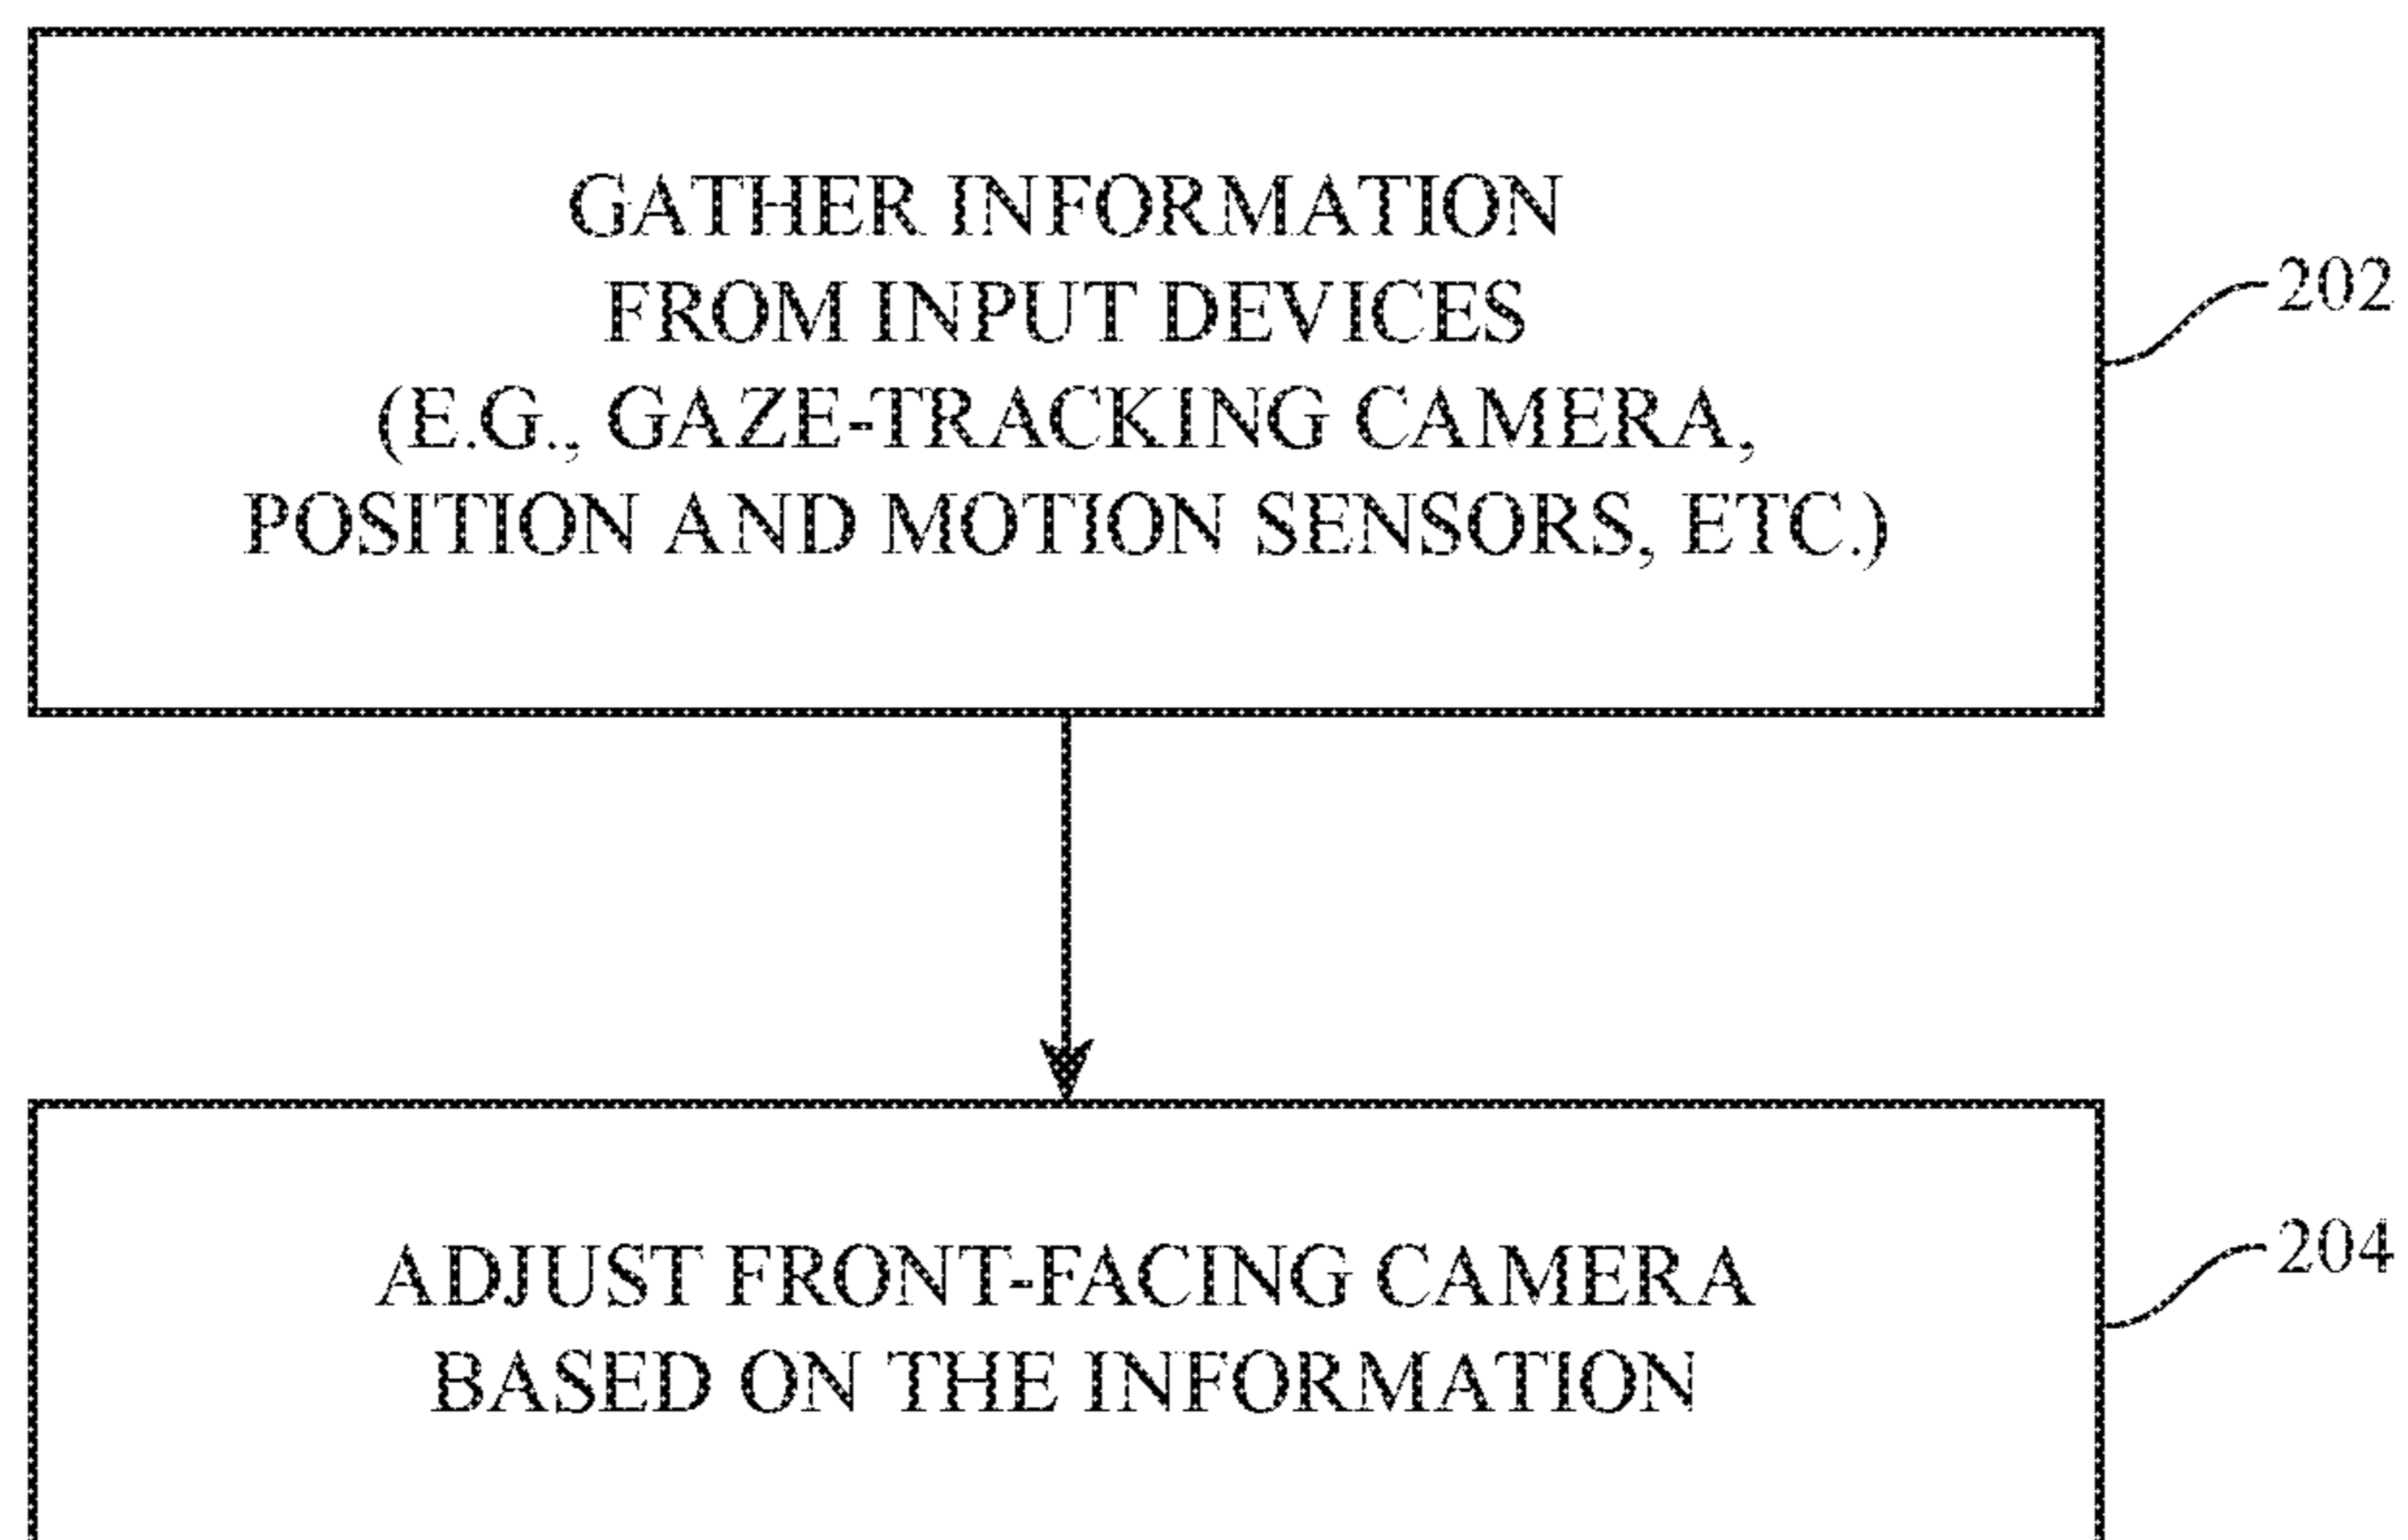 GATHER INFORMATION
FROM INPUT DEVICES
(E.G., GAZE-TRACKING CAMERA,
POSITION AND MOTION SENSORS, ETC.)
202
ADJUST FRONT-FACING CAMERA
BASED ON THE INFORMATION
204